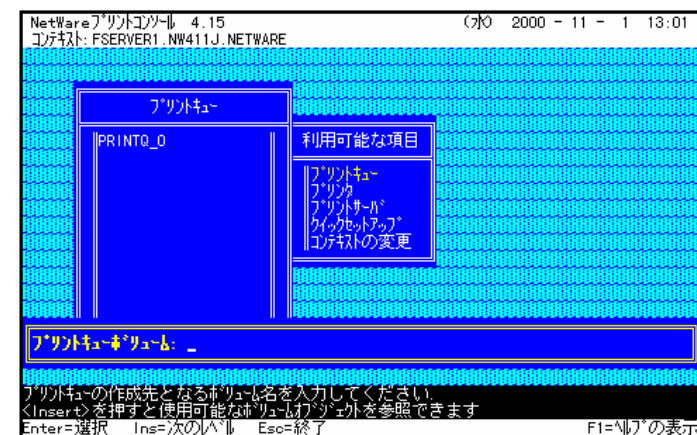 NetWareﾌﾟﾘﾝﾄｺﾝｿｰﾙ 4.15 (水) 2000 - 11 - 1 13:01
ｺﾝﾃｷｽﾄ: FSERVER1.NW411J.NETWARE
ﾌﾟﾘﾝﾄｷｭｰ
PRINTQ_0
利用可能な項目
ﾌﾟﾘﾝﾄｷｭｰ
ﾌﾟﾘﾝﾀ
ﾌﾟﾘﾝﾄｻｰﾊﾞ
ｸｲｯｸｾｯﾄｱｯﾌﾟ
ｺﾝﾃｷｽﾄの変更
ﾌﾟﾘﾝﾄｷｭｰﾎﾞﾘｭｰﾑ: _
ﾌﾟﾘﾝﾄｷｭｰの作成先となるﾎﾞﾘｭｰﾑ名を入力してください.
<Insert>を押すと使用可能なﾎﾞﾘｭｰﾑｵﾌﾞｼﾞｪｸﾄを参照できます
Enter=選択 Ins=次のﾚﾍﾞﾙ Esc=終了 F1=ﾍﾙﾌﾟの表示